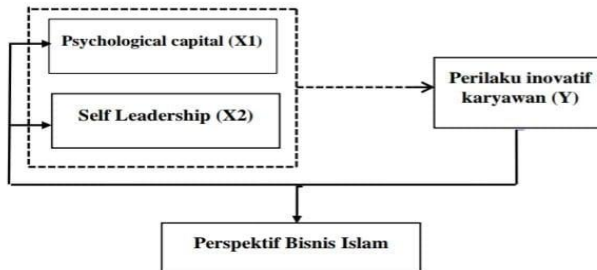 Psychological capital (X1)
Self Leadership (X2)
Perilaku inovatif
karyawan (Y)
Perspektif Bisnis Islam